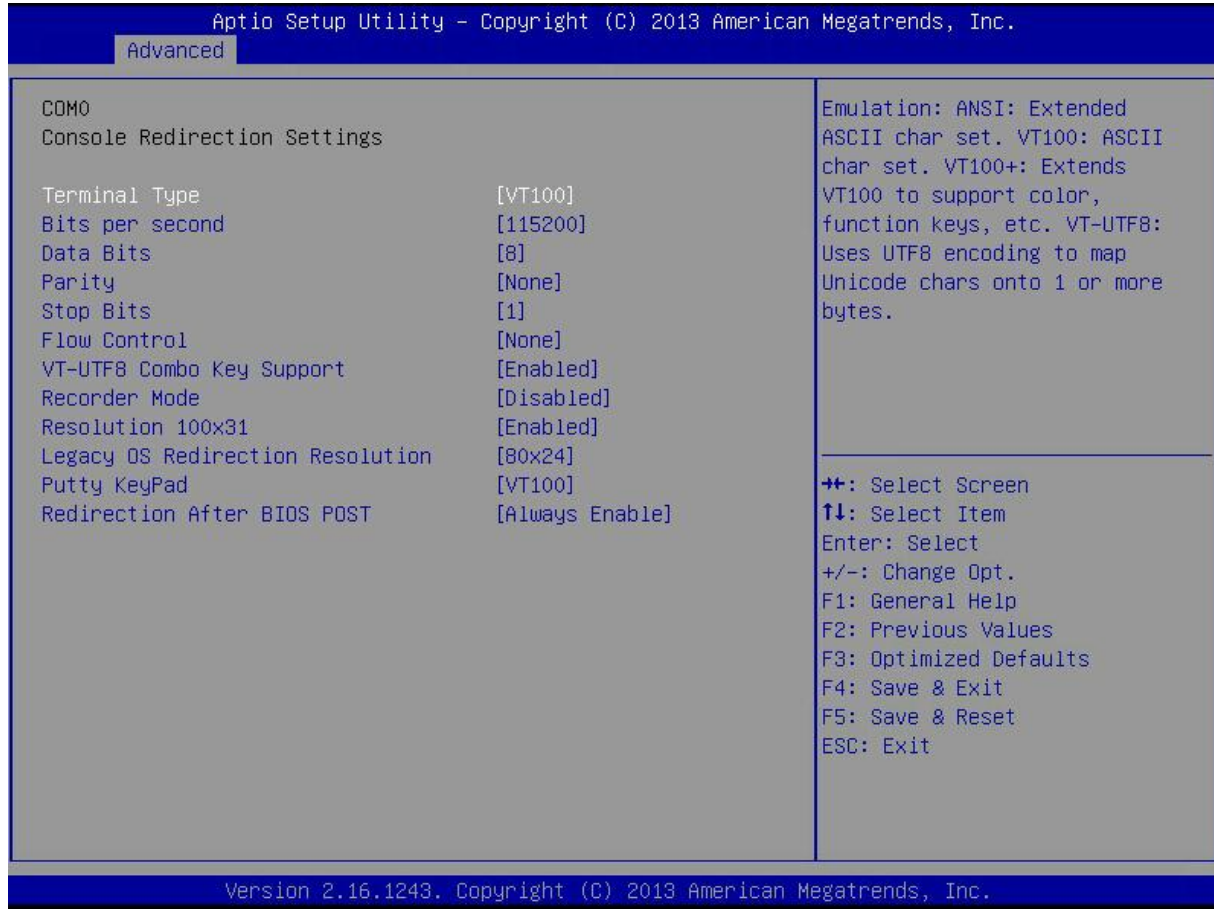 Aptio Setup Utility – Copyright (C) 2013 American Megatrends, Inc.
Advanced
COM0
Console Redirection Settings
Terminal Type [VT100]
Bits per second [115200]
Data Bits [8]
Parity [None]
Stop Bits [1]
Flow Control [None]
VT-UTF8 Combo Key Support [Enabled]
Recorder Mode [Disabled]
Resolution 100x31 [Enabled]
Legacy OS Redirection Resolution [80x24]
Putty KeyPad [VT100]
Redirection After BIOS POST [Always Enable]
Emulation: ANSI: Extended
ASCII char set. VT100: ASCII
char set. VT100+: Extends
VT100 to support color,
function keys, etc. VT-UTF8:
Uses UTF8 encoding to map
Unicode chars onto 1 or more
bytes.
→←: Select Screen
↑↓: Select Item
Enter: Select
+/-: Change Opt.
F1: General Help
F2: Previous Values
F3: Optimized Defaults
F4: Save & Exit
F5: Save & Reset
ESC: Exit
Version 2.16.1243. Copyright (C) 2013 American Megatrends, Inc.